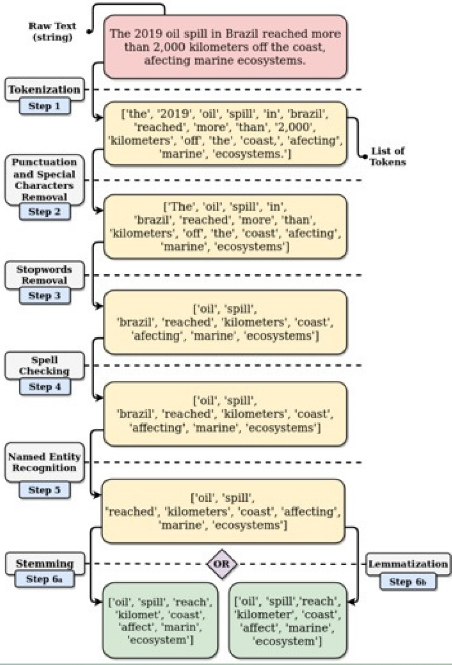 Raw Text
(string)
The 2019 oil spill in Brazil reached more
than 2,000 kilometers off the coast,
afecting marine ecosystems.
Tokenization
Step 1
['the', '2019', 'oil', 'spill', 'in', 'brazil',
'reached', 'more', 'than', '2,000',
'kilometers', 'off', 'the', 'coast,', 'afecting',
'marine', 'ecosystems.']
List of
Tokens
Punctuation
and Special
Characters
Removal
Step 2
['The', 'oil', 'spill', 'in',
'brazil', 'reached', 'more', 'than',
'kilometers', 'off', 'the', 'coast', 'afecting',
'marine', 'ecosystems']
Stopwords
Removal
Step 3
['oil', 'spill',
'brazil', 'reached', 'kilometers', 'coast',
'afecting', 'marine', 'ecosystems']
Spell
Checking
Step 4
['oil', 'spill',
'brazil', 'reached', 'kilometers', 'coast',
'affecting', 'marine', 'ecosystems']
Named Entity
Recognition
Step 5
['oil', 'spill',
'reached', 'kilometers', 'coast', 'affecting',
'marine', 'ecosystems']
Stemming
Step 6a
OR
Lemmatization
Step 6b
['oil', 'spill', 'reach',
'kilomet', 'coast',
'affect', 'marin',
'ecosystem']
['oil', 'spill','reach',
'kilometer', 'coast',
'affect', 'marine',
'ecosystem']